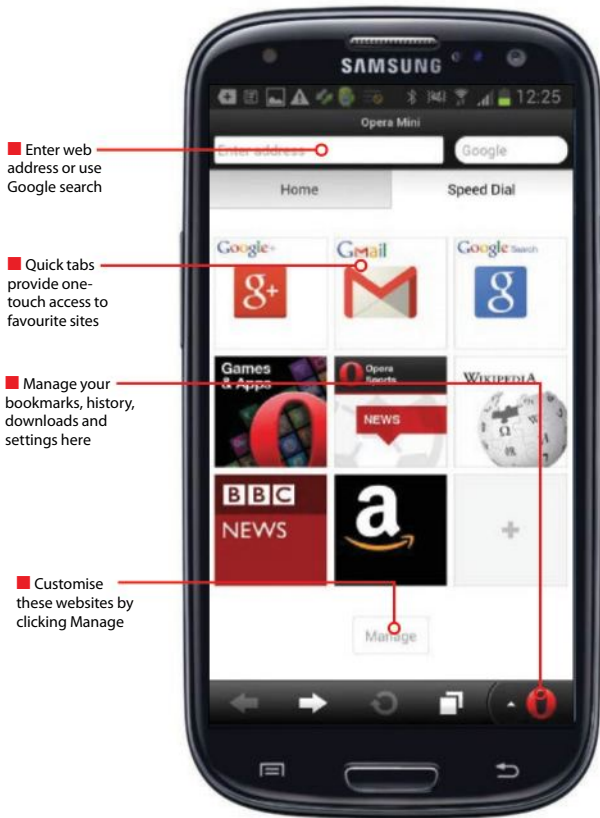 SAMSUNG
12:25
Opera Mini
Enter address
Google
Enter web
address or use
Google search
Home
Speed Dial
Quick tabs
provide one-
touch access to
favourite sites
Google+
Gmail
Google Search
g+
g
Manage your
bookmarks, history,
downloads and
settings here
Games
& Apps
Opera
Sports
NEWS
WIKIPEDIA
Ω
W
BBC
NEWS
a
+
Customise
these websites by
clicking Manage
Manage